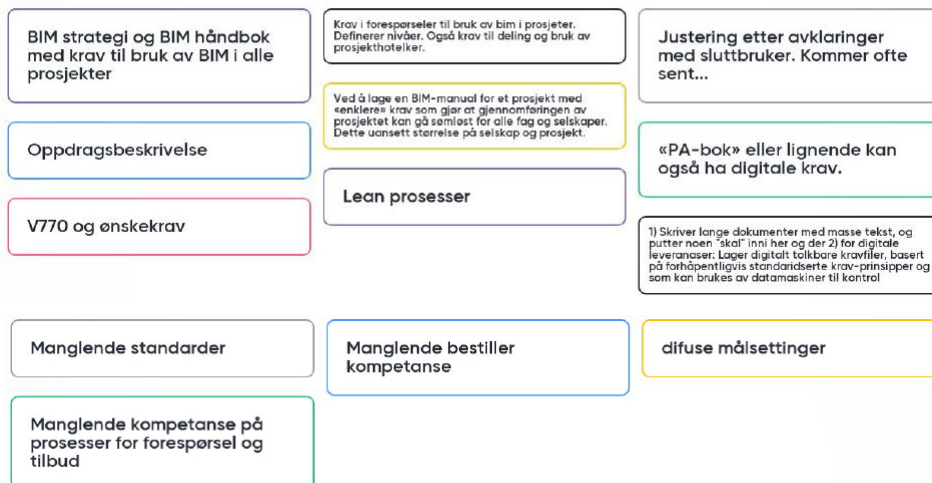 BIM strategi og BIM håndbok
med krav til bruk av BIM i alle
prosjekter
Oppdragsbeskrivelse
V770 og ønskekrav
Krav i forespørseler til bruk av bim i prosjeter.
Definerer nivåer. Også krav til deling og bruk av
prosjekthotelker.
Ved å lage en BIM-manual for et prosjekt med
«enklere» krav som gjør at gjennomføringen av
prosjektet kan gå sømløst for alle fag og selskaper.
Dette uansett størrelse på selskap og prosjekt.
Lean prosesser
Justering etter avklaringer
med sluttbruker. Kommer ofte
sent...
«PA-bok» eller lignende kan
også ha digitale krav.
1) Skriver lange dokumenter med masse tekst, og
putter noen "skal" inni her og der 2) for digitale
leveranaser: Lager digitalt tolkbare kravfiler, basert
på forhåpentligvis standaridserte krav-prinsipper og
som kan brukes av datamaskiner til kontrol
Manglende standarder
Manglende bestiller
kompetanse
difuse målsettinger
Manglende kompetanse på
prosesser for forespørsel og
tilbud